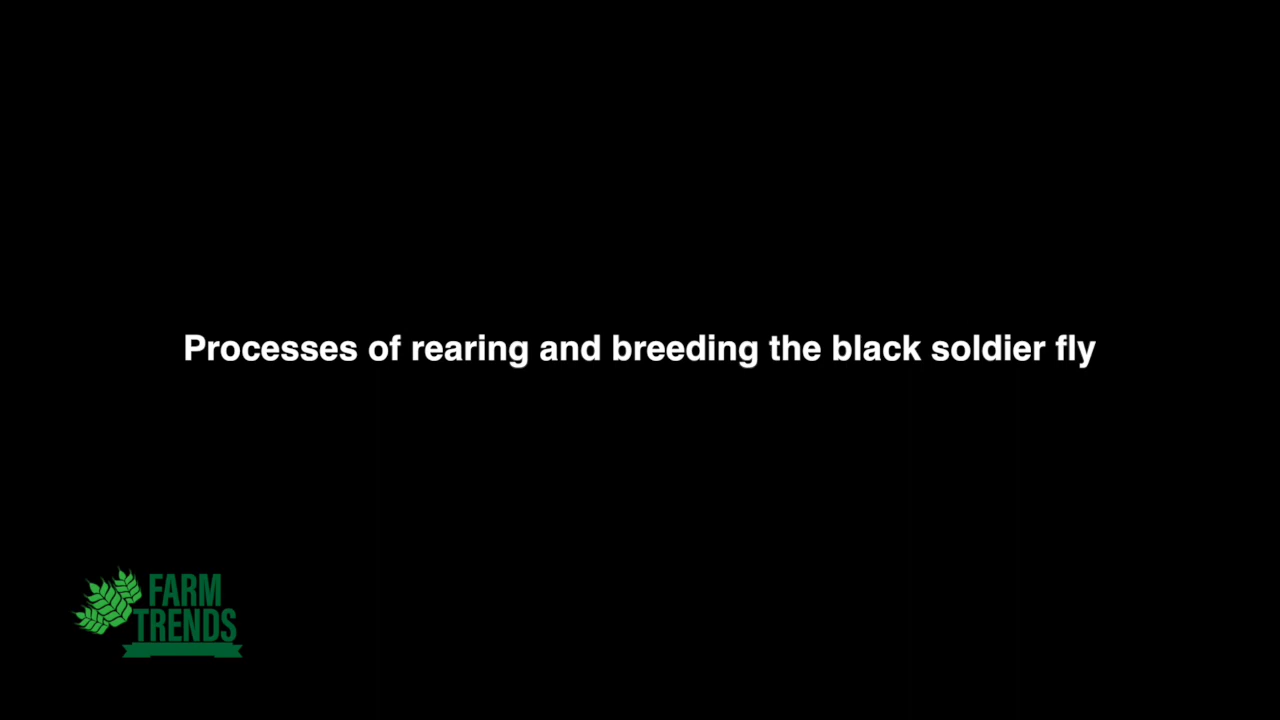 Processes of rearing and breeding the black soldier fly
FARM
TRENDS